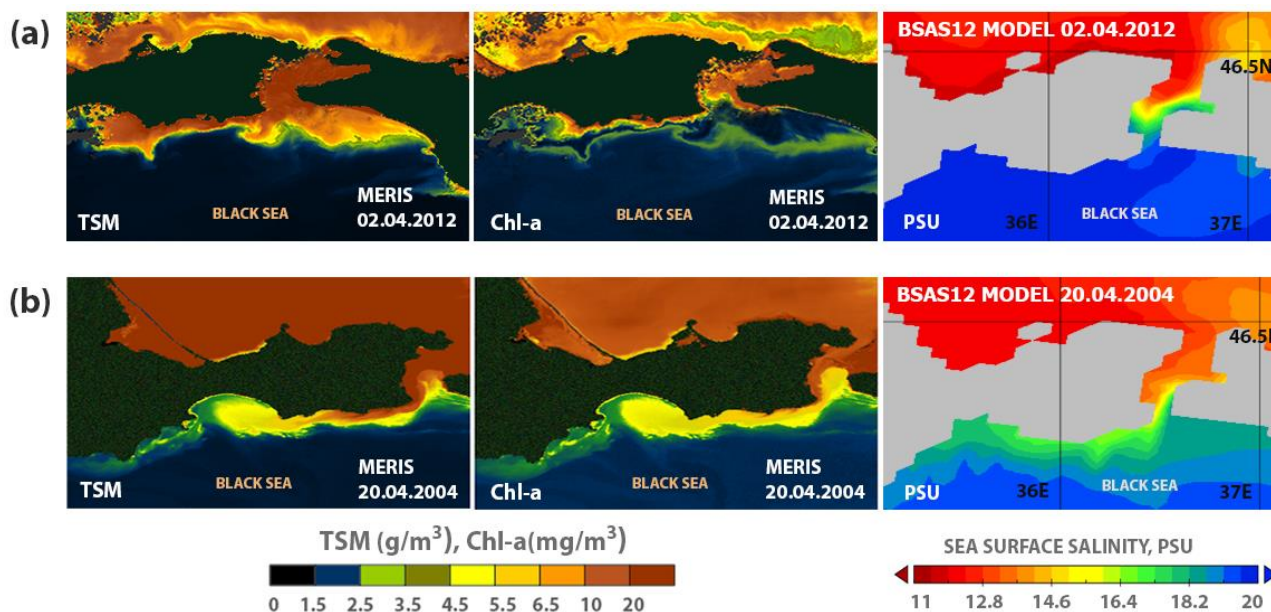 (a)
TSM
BLACK SEA
MERIS
02.04.2012
Chl-a
BLACK SEA
MERIS
02.04.2012
BSAS12 MODEL 02.04.2012
46.5N
PSU
36E
BLACK SEA
37E
(b)
TSM
BLACK SEA
MERIS
20.04.2004
Chl-a
BLACK SEA
MERIS
20.04.2004
BSAS12 MODEL 20.04.2004
46.5N
PSU
36E
BLACK SEA
37E
TSM (g/m³), Chl-a(mg/m³)
0 1.5 2.5 3.5 4.5 5.5 6.5 10 20
SEA SURFACE SALINITY, PSU
11 12.8 14.6 16.4 18.2 20